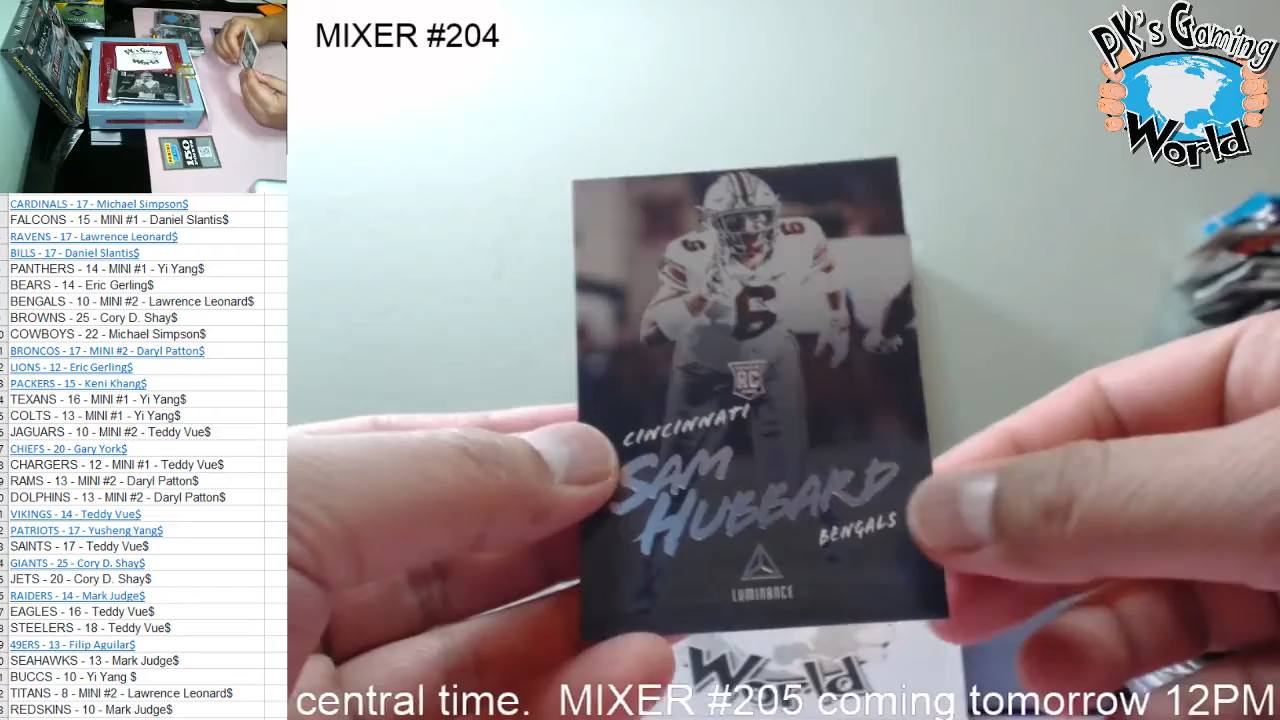 MIXER #204
PK's Gaming
World
CARDINALS - 17 - Michael Simpson$
FALCONS - 15 - MINI #1 - Daniel Slantis$
RAVENS - 17 - Lawrence Leonard$
BILLS - 17 - Daniel Slantis$
PANTHERS - 14 - MINI #1 - Yi Yang$
BEARS - 14 - Eric Gerling$
BENGALS - 10 - MINI #2 - Lawrence Leonard$
BROWNS - 25 - Cory D. Shay$
COWBOYS - 22 - Michael Simpson$
BRONCOS - 17 - MINI #2 - Daryl Patton$
LIONS - 12 - Eric Gerling$
PACKERS - 15 - Keni Khang$
TEXANS - 16 - MINI #1 - Yi Yang$
COLTS - 13 - MINI #1 - Yi Yang$
JAGUARS - 10 - MINI #2 - Teddy Vue$
CHIEFS - 20 - Gary York$
CHARGERS - 12 - MINI #1 - Teddy Vue$
RAMS - 13 - MINI #2 - Daryl Patton$
DOLPHINS - 13 - MINI #2 - Daryl Patton$
VIKINGS - 14 - Teddy Vue$
PATRIOTS - 17 - Yusheng Yang$
SAINTS - 17 - Teddy Vue$
GIANTS - 25 - Cory D. Shay$
JETS - 20 - Cory D. Shay$
RAIDERS - 14 - Mark Judge$
EAGLES - 16 - Teddy Vue$
STEELERS - 18 - Teddy Vue$
49ERS - 13 - Filip Aguilar$
SEAHAWKS - 13 - Mark Judge$
BUCCS - 10 - Yi Yang $
TITANS - 8 - MINI #2 - Lawrence Leonard$
REDSKINS - 10 - Mark Judge$
6 6
6
RC
CINCINNATI
SAM
HUBBARD
BENGALS
LUMINANCE
World
central time. MIXER #205 coming tomorrow 12PM
PK's Gaming
World
150